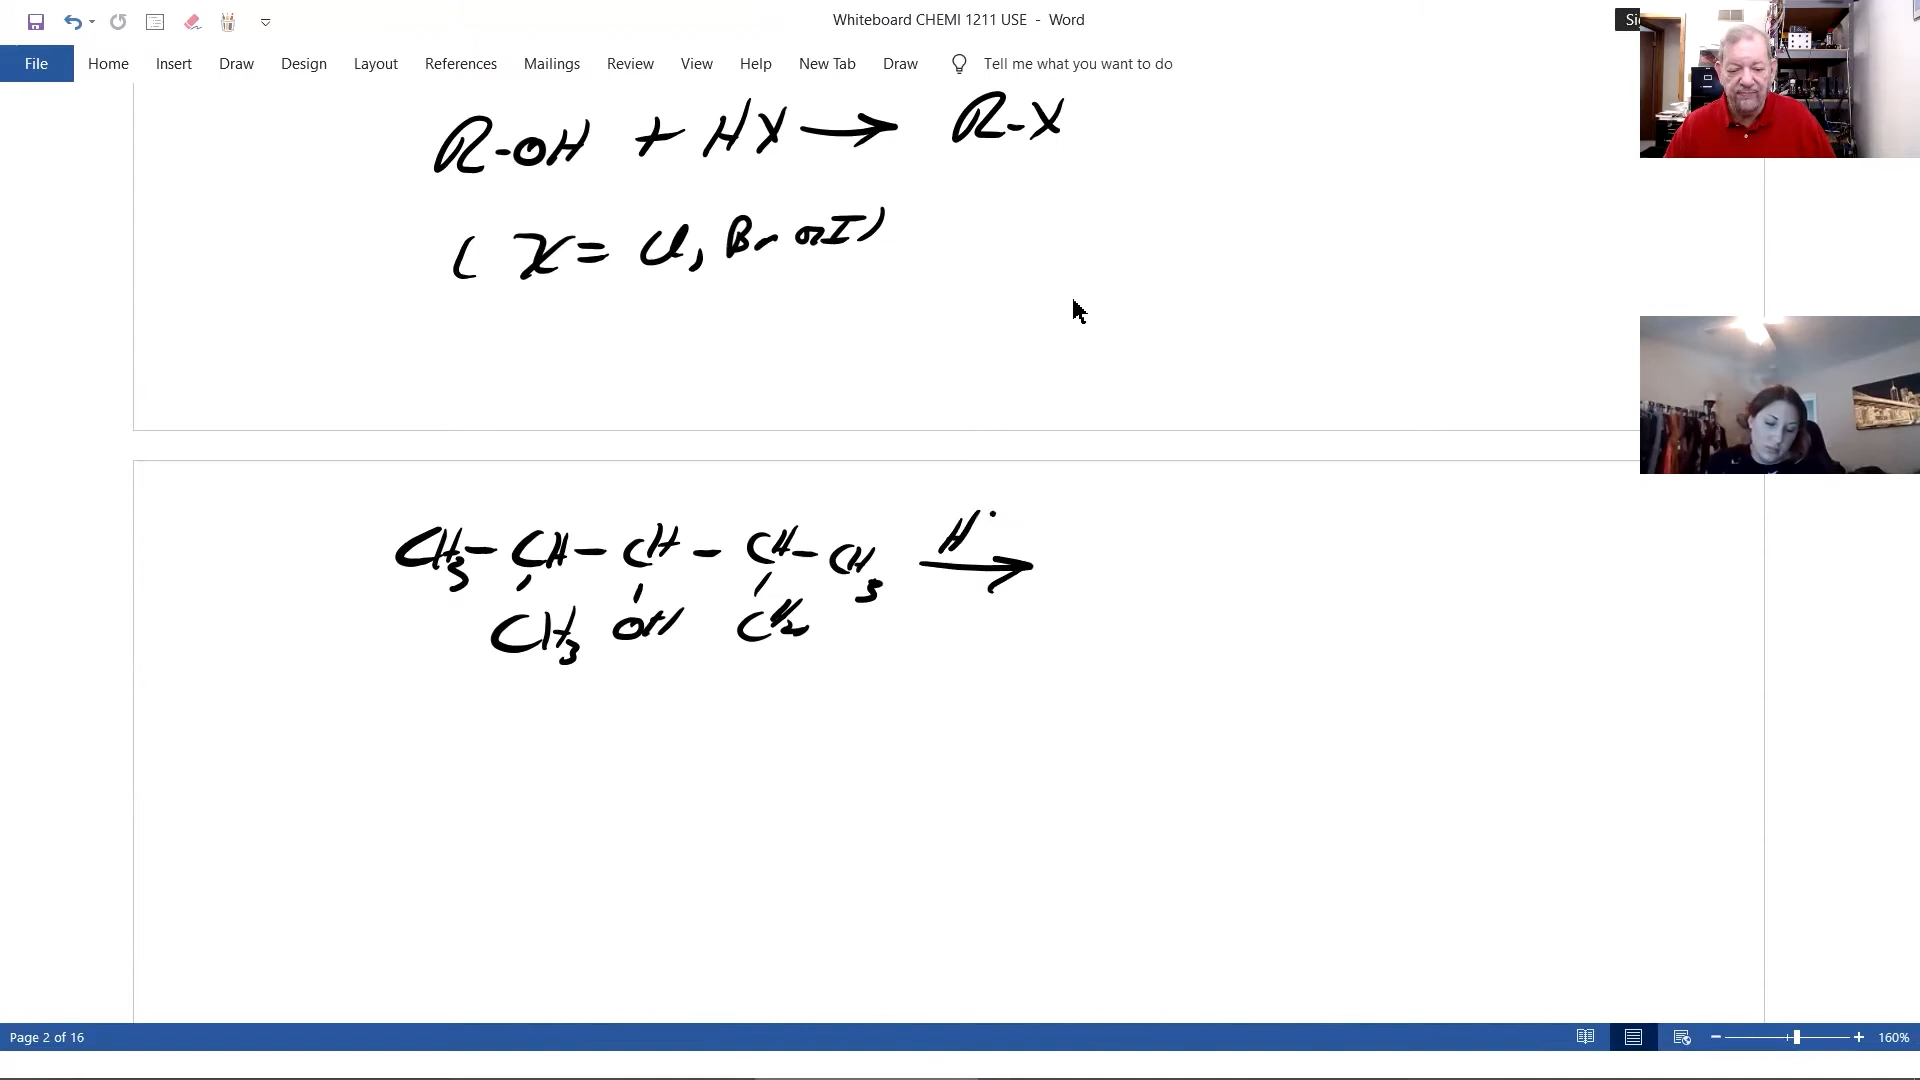 Whiteboard CHEMI 1211 USE - Word
File Home Insert Draw Design Layout References Mailings Review View Help New Tab Draw Tell me what you want to do
R-OH + HX → R-X
( X = Cl, Br or I )
CH3 - CH - CH - CH - CH3 H →
CH3 OH CH2
Page 2 of 16
160%